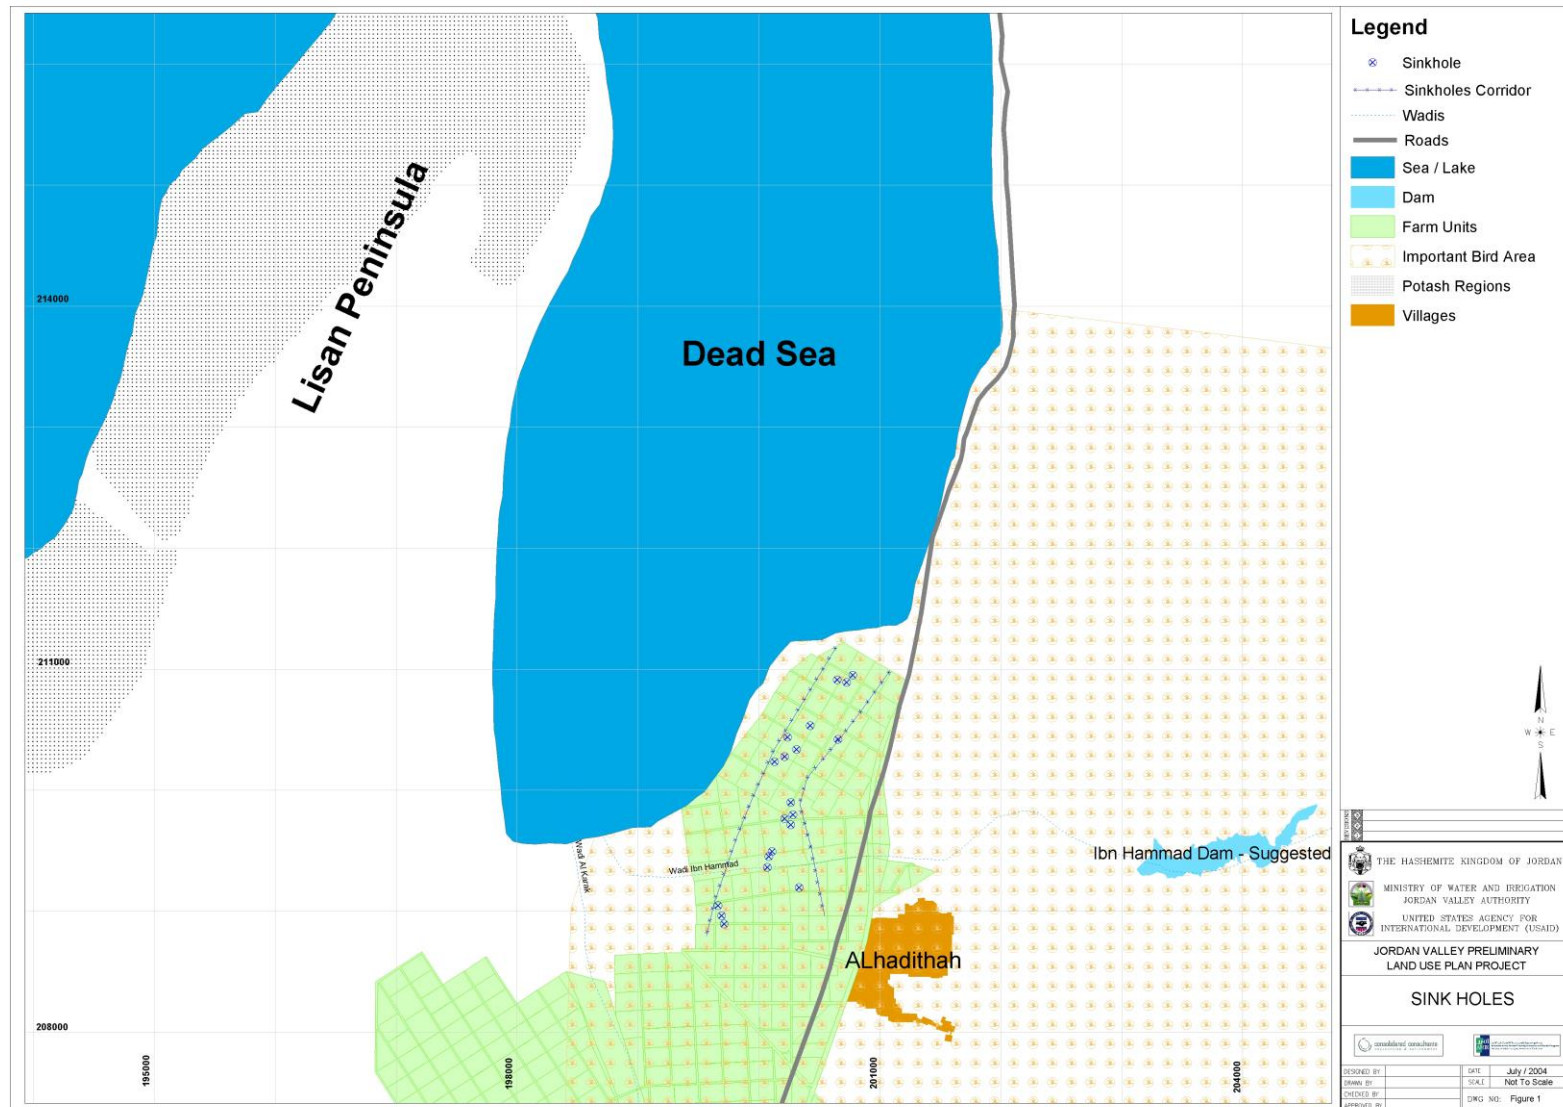 Legend
Sinkhole
Sinkholes Corridor
Wadis
Roads
Sea / Lake
Dam
Farm Units
Important Bird Area
Potash Regions
Villages
Lisan Peninsula
Dead Sea
214000
211000
208000
195000
198000
201000
204000
Wadi Al Karak
Wadi Ibn Hammad
Ibn Hammad Dam - Suggested
ALhadithah
N
W E
S
REVISIONS
THE HASHEMITE KINGDOM OF JORDAN
MINISTRY OF WATER AND IRRIGATION
JORDAN VALLEY AUTHORITY
UNITED STATES AGENCY FOR
INTERNATIONAL DEVELOPMENT (USAID)
JORDAN VALLEY PRELIMINARY
LAND USE PLAN PROJECT
SINK HOLES
consolidated consultants
DESIGNED BY
DRAWN BY
CHECKED BY
APPROVED BY
DATE July / 2004
SCALE Not To Scale
DWG NO: Figure 1